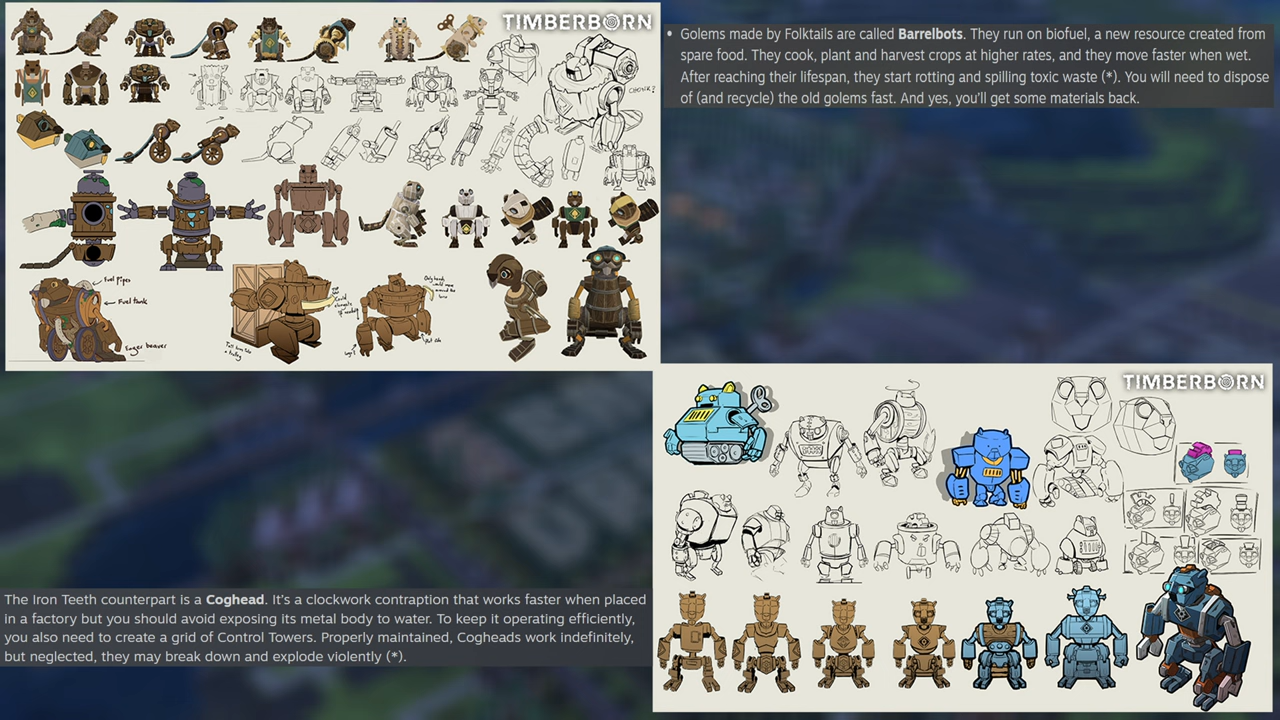 TIMBERBORN
CHONK?
Fuel Pipes
Fuel tank
Eager beaver
• Golems made by Folktails are called Barrelbots. They run on biofuel, a new resource created from
spare food. They cook, plant and harvest crops at higher rates, and they move faster when wet.
After reaching their lifespan, they start rotting and spilling toxic waste (*). You will need to dispose
of (and recycle) the old golems fast. And yes, you’ll get some materials back.
The Iron Teeth counterpart is a Coghead. It’s a clockwork contraption that works faster when placed
in a factory but you should avoid exposing its metal body to water. To keep it operating efficiently,
you also need to create a grid of Control Towers. Properly maintained, Cogheads work indefinitely,
but neglected, they may break down and explode violently (*).
TIMBERBORN